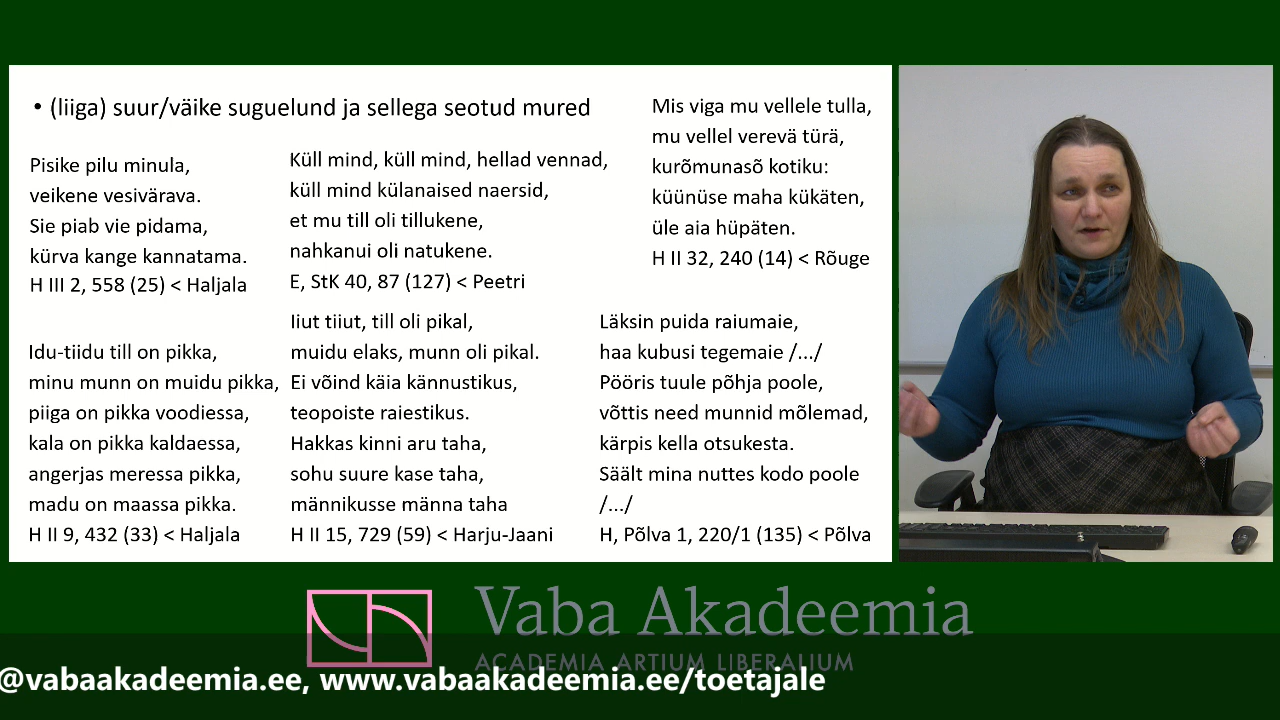 • (liiga) suur/väike suguelund ja sellega seotud mured
Pisike pilu minula,
veikene vesivärava.
Sie piab vie pidama,
kürva kange kannatama.
H III 2, 558 (25) < Haljala
Küll mind, küll mind, hellad vennad,
küll mind külanaised naersid,
et mu till oli tillukene,
nahkanui oli natukene.
E, StK 40, 87 (127) < Peetri
Mis viga mu vellele tulla,
mu vellel verevä türä,
kurõmunasõ kotiku:
küünüse maha kükäten,
üle aia hüpäten.
H II 32, 240 (14) < Rõuge
Idu-tiidu till on pikka,
minu munn on muidu pikka,
piiga on pikka voodiessa,
kala on pikka kaldaessa,
angerjas meressa pikka,
madu on maassa pikka.
H II 9, 432 (33) < Haljala
Iiut tiiut, till oli pikal,
muidu elaks, munn oli pikal.
Ei võind käia kännustikus,
teopoiste raiestikus.
Hakkas kinni aru taha,
sohu suure kase taha,
männikusse männa taha
H II 15, 729 (59) < Harju-Jaani
Läksin puida raiumaie,
haa kubusi tegemaie /.../
Pööris tuule põhja poole,
võttis need munnid mõlemad,
kärpis kella otsukesta.
Säält mina nuttes kodo poole
/.../
H, Põlva 1, 220/1 (135) < Põlva
Vaba Akadeemia
ACADEMIA ARTIUM LIBERALIUM
@vabaakadeemia.ee, www.vabaakadeemia.ee/toetajale